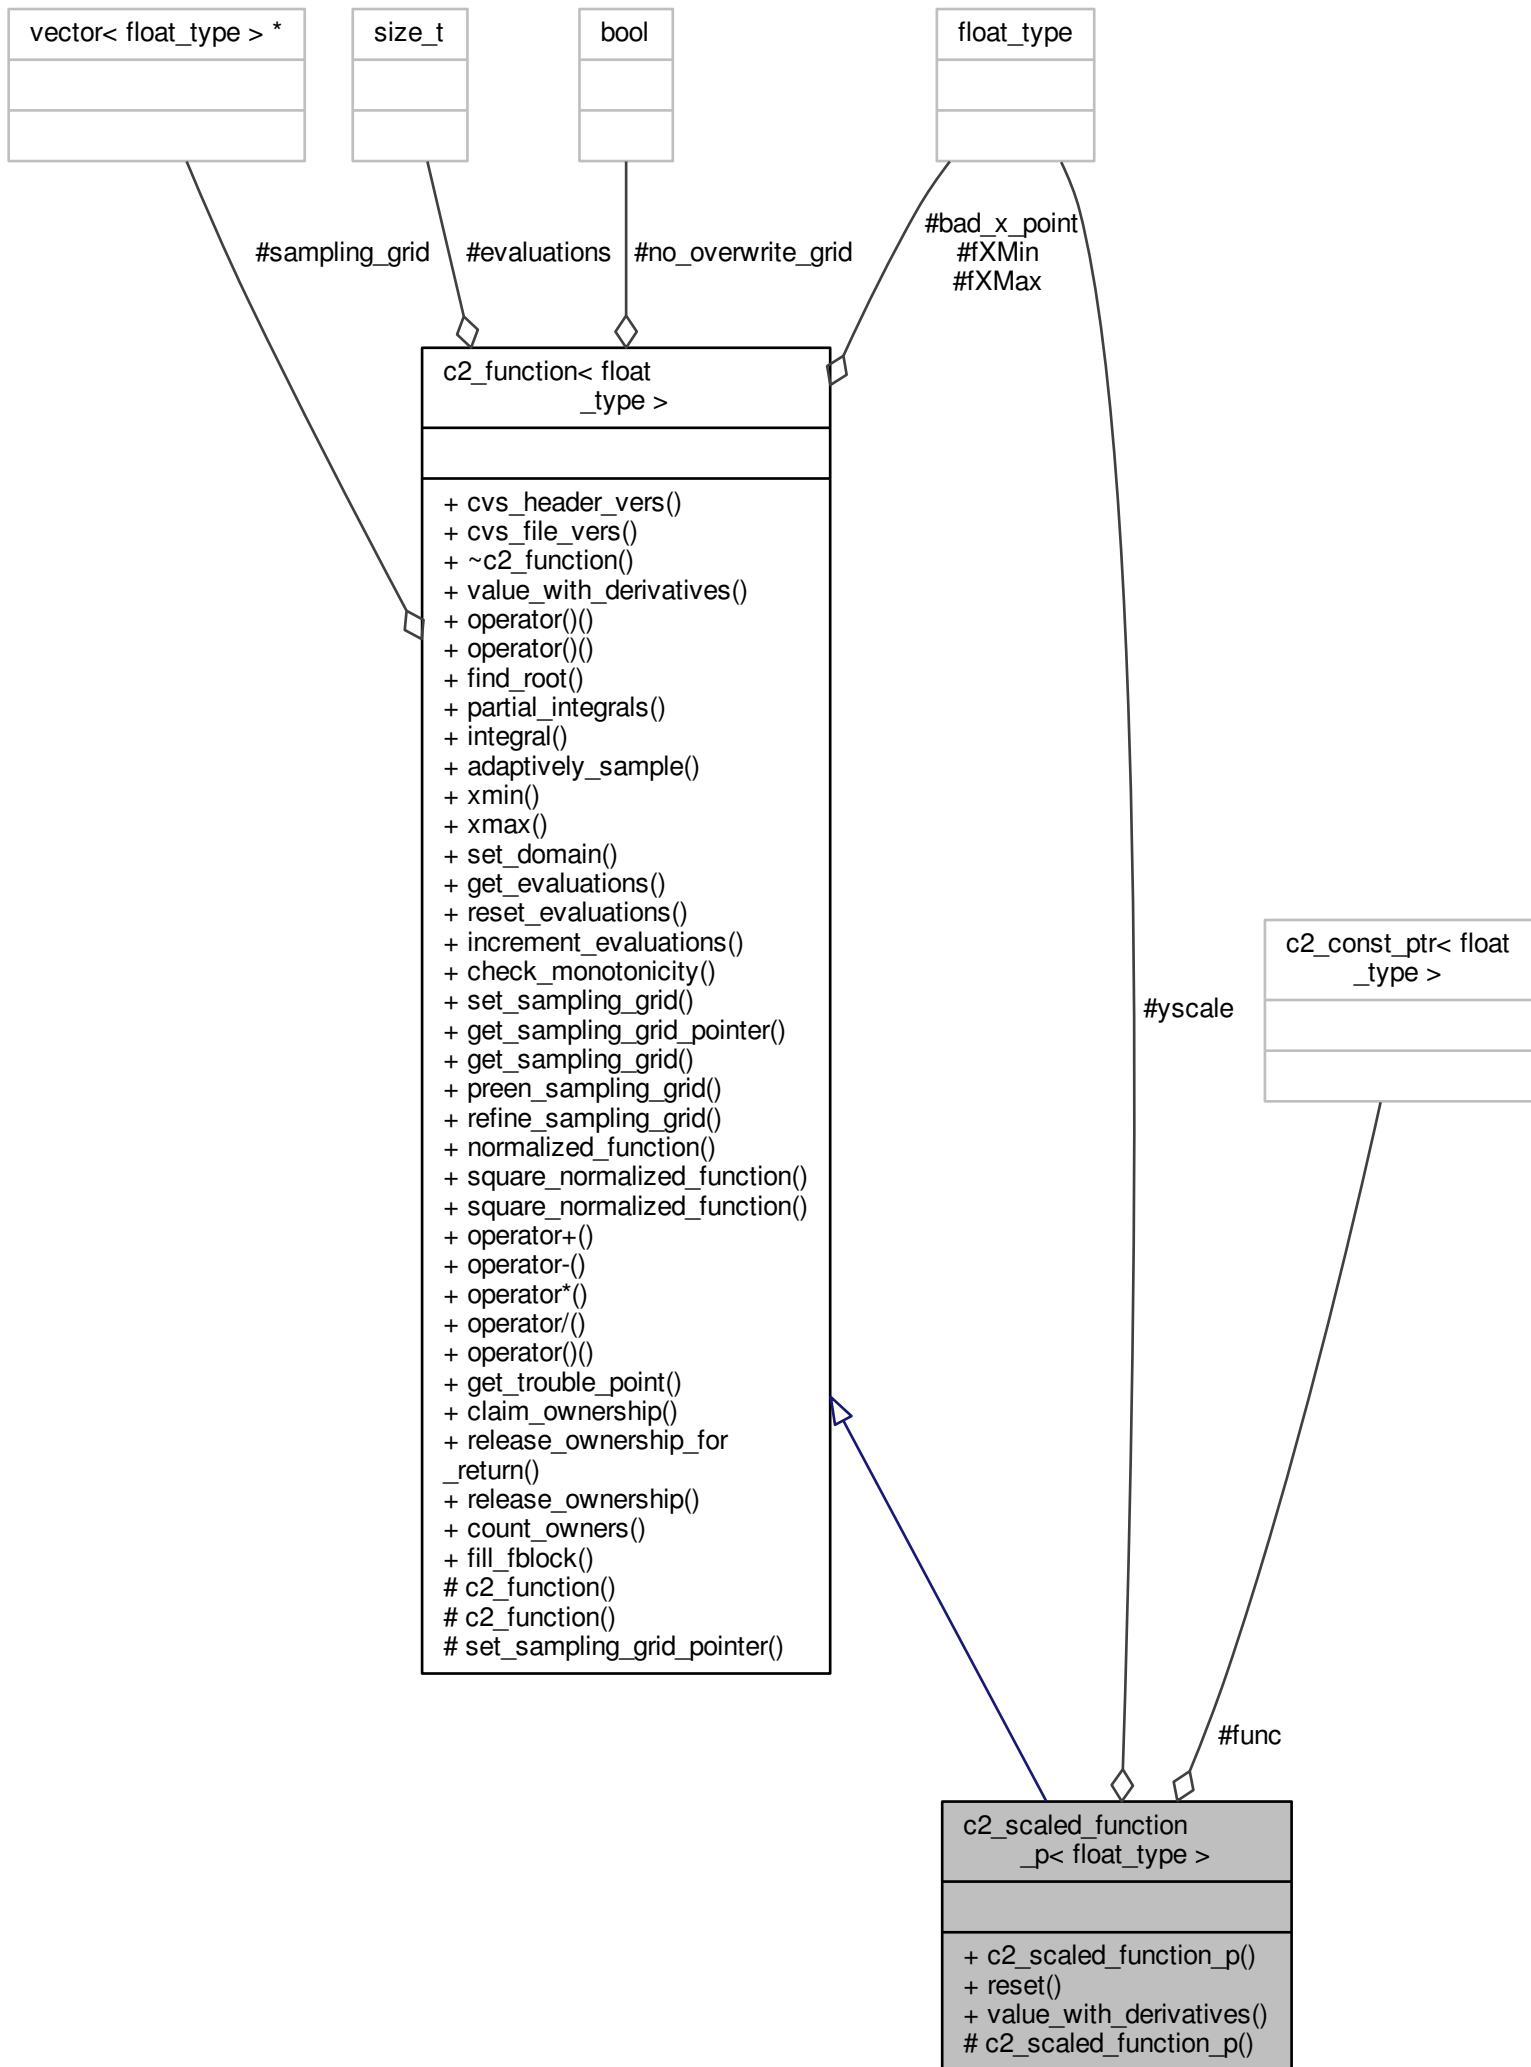 vector< float_type > *
size_t
bool
float_type
#sampling_grid
#evaluations
#no_overwrite_grid
#bad_x_point
#fXMin
#fXMax
c2_function< float
_type >
+ cvs_header_vers()
+ cvs_file_vers()
+ ~c2_function()
+ value_with_derivatives()
+ operator()()
+ operator()()
+ find_root()
+ partial_integrals()
+ integral()
+ adaptively_sample()
+ xmin()
+ xmax()
+ set_domain()
+ get_evaluations()
+ reset_evaluations()
+ increment_evaluations()
+ check_monotonicity()
+ set_sampling_grid()
+ get_sampling_grid_pointer()
+ get_sampling_grid()
+ preen_sampling_grid()
+ refine_sampling_grid()
+ normalized_function()
+ square_normalized_function()
+ square_normalized_function()
+ operator+()
+ operator-()
+ operator*()
+ operator/()
+ operator()()
+ get_trouble_point()
+ claim_ownership()
+ release_ownership_for
_return()
+ release_ownership()
+ count_owners()
+ fill_fblock()
# c2_function()
# c2_function()
# set_sampling_grid_pointer()
c2_const_ptr< float
_type >
#yscale
#func
c2_scaled_function
_p< float_type >
+ c2_scaled_function_p()
+ reset()
+ value_with_derivatives()
# c2_scaled_function_p()